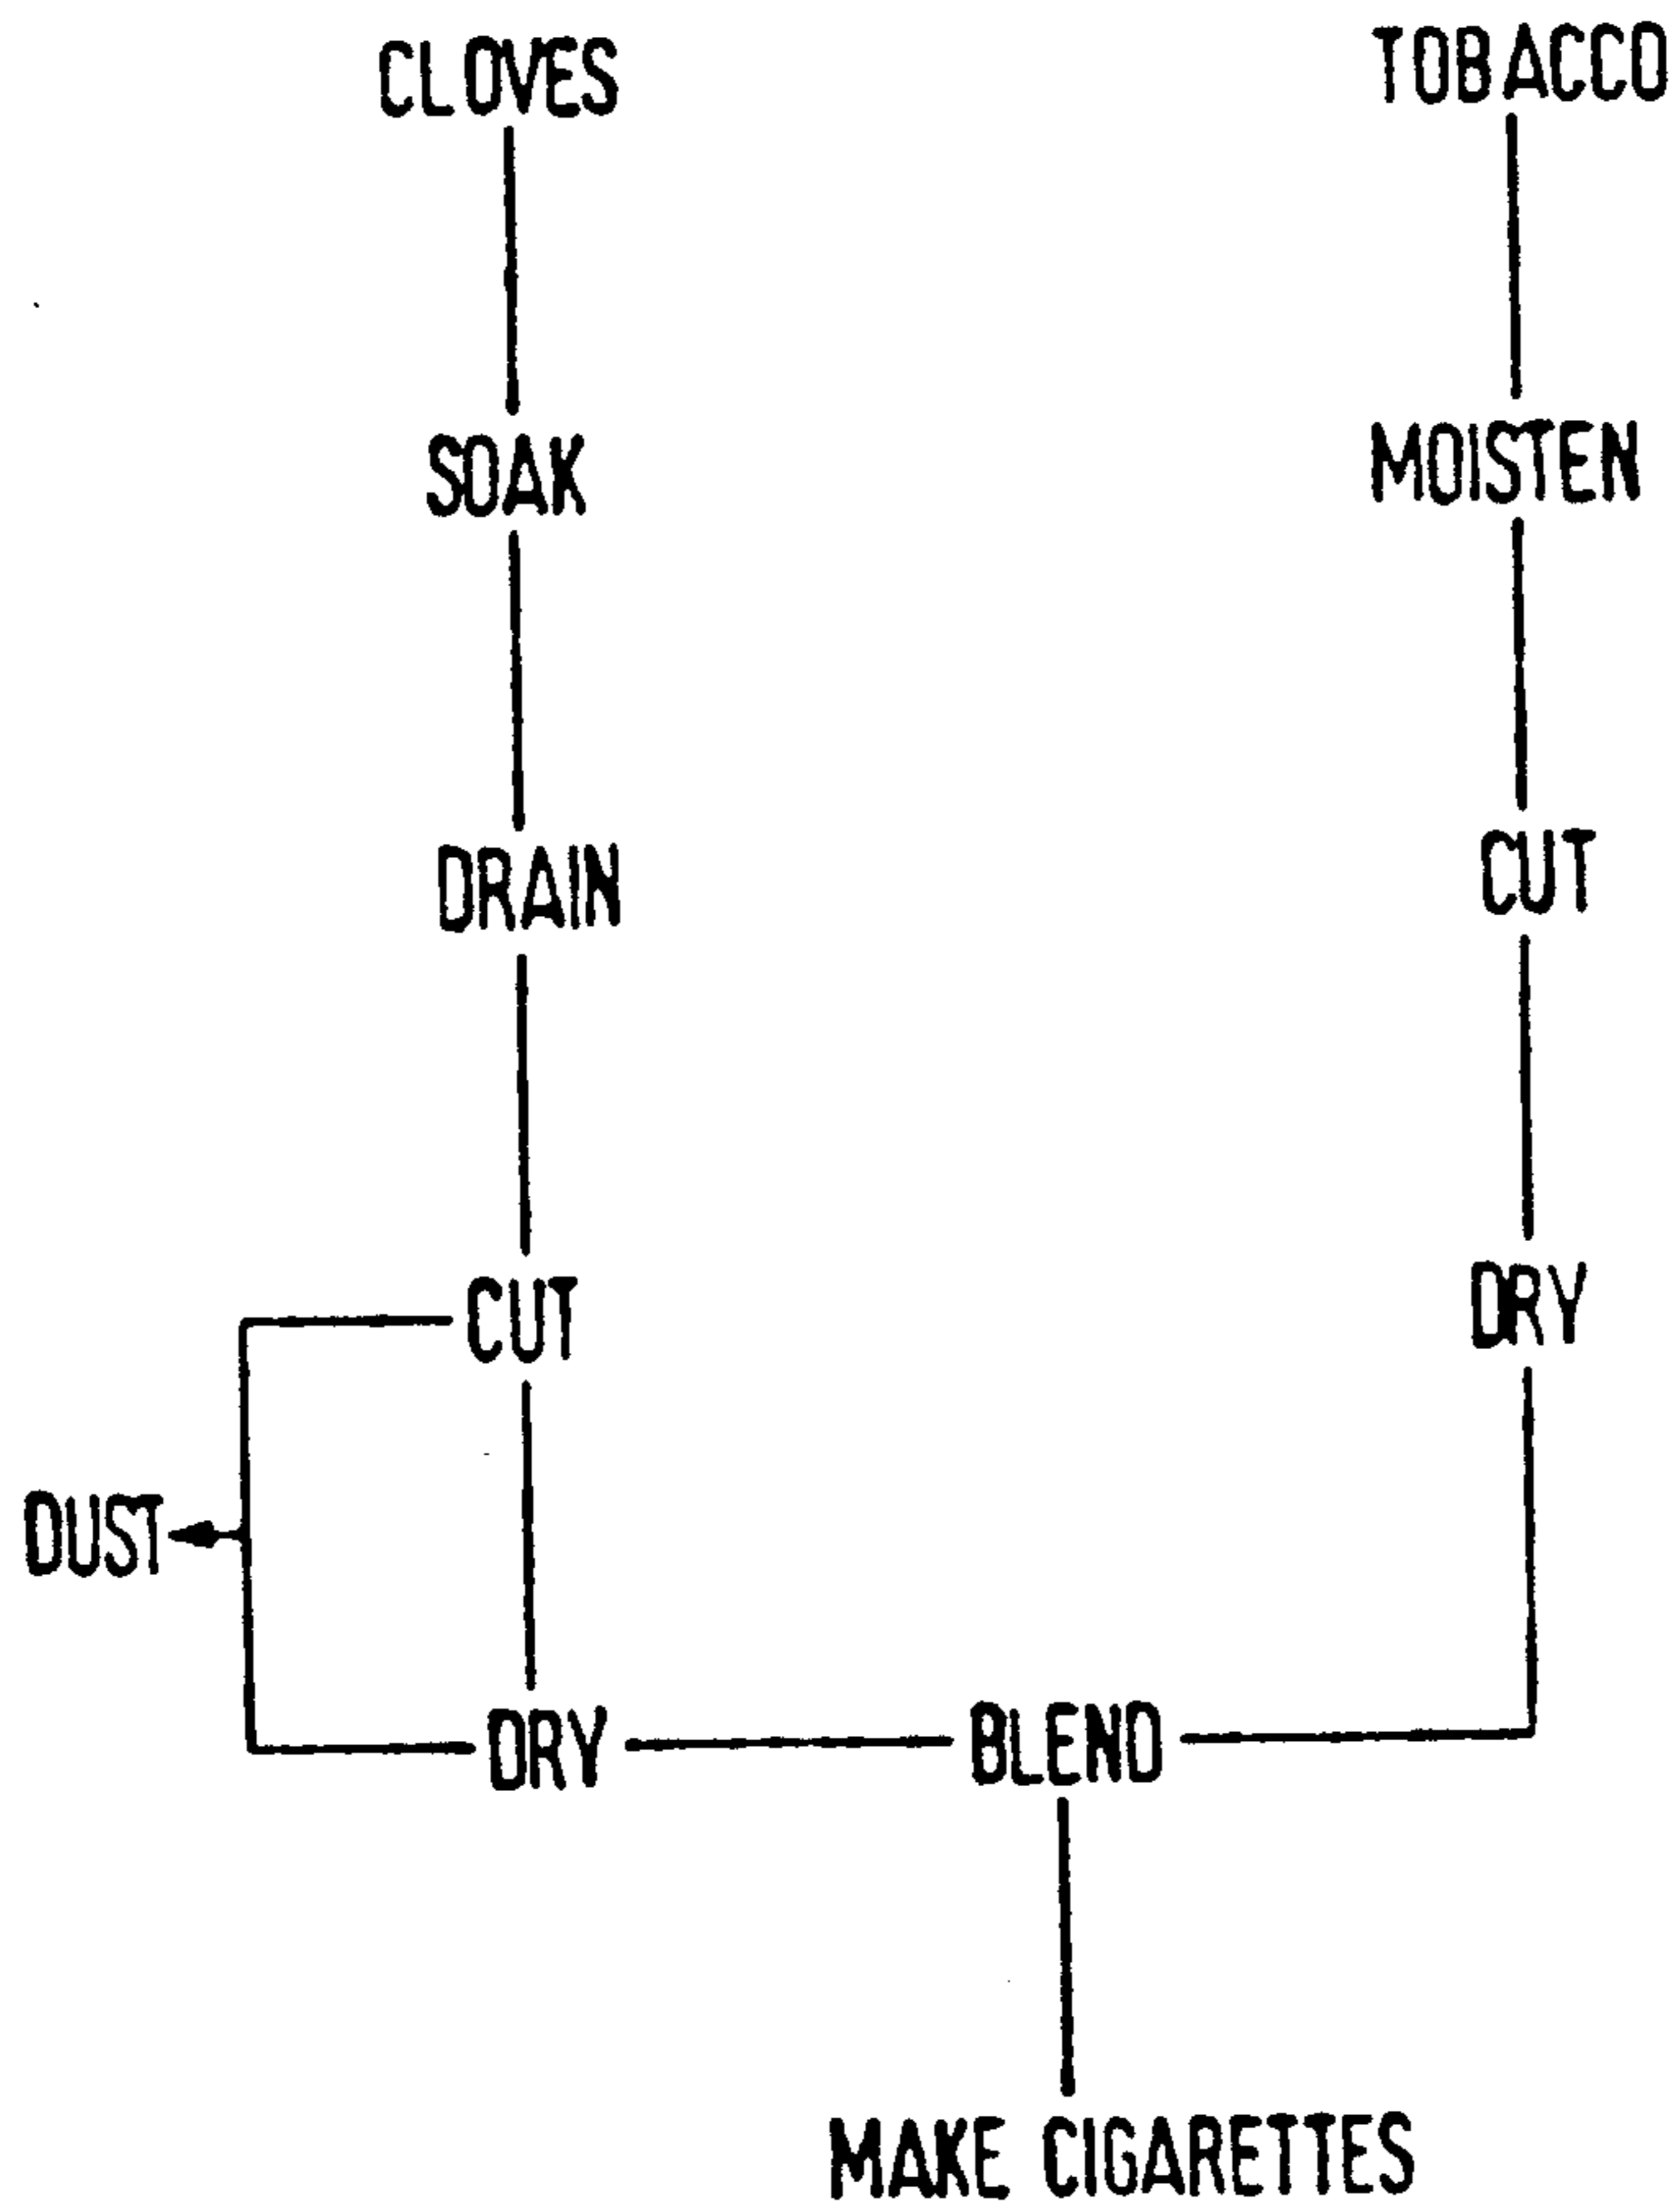 CLOVES TOBACCO
SOAK MOISTEN
DRAIN CUT
CUT DRY
DUST
DRY BLEND
MAKE CIGARETTES